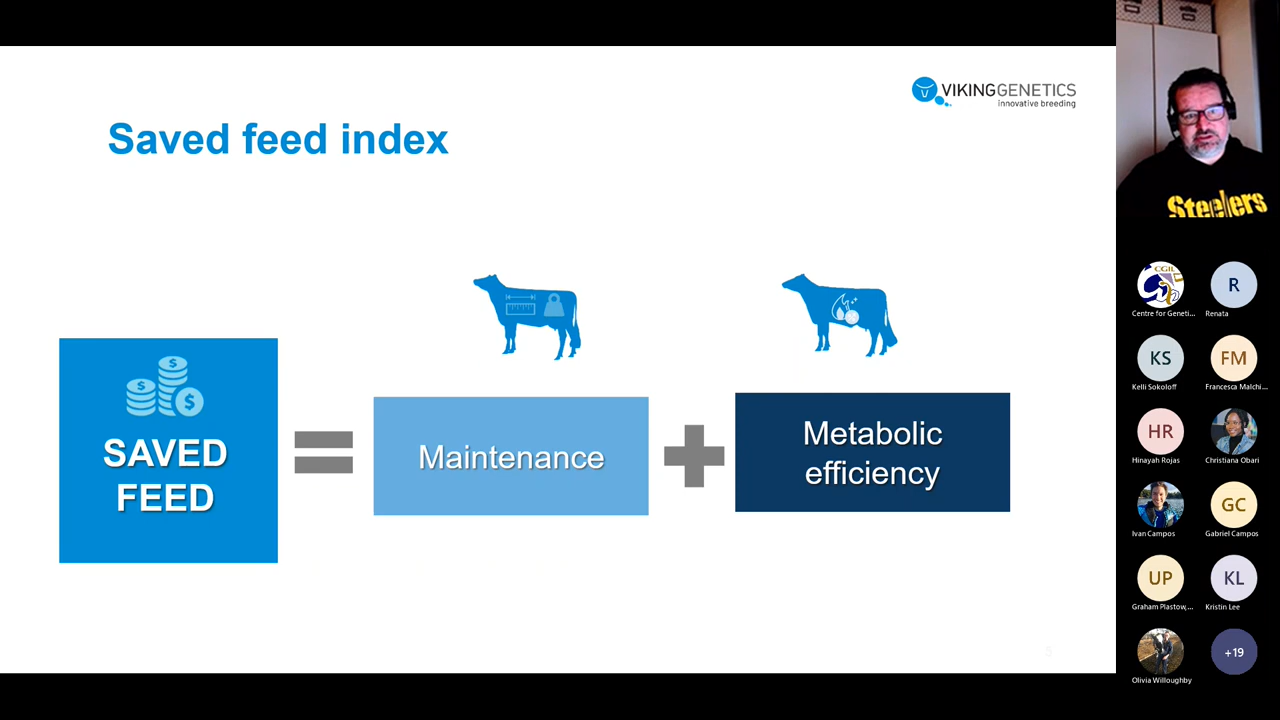 VIKINGGENETICS
innovative breeding
Saved feed index
SAVED
FEED
Maintenance
Metabolic
efficiency
3
Steelers
CGIL
Centre for Geneti...
R
Renata
KS
Kelli Sokoloff
FM
Francesca Malchi...
HR
Hinayah Rojas
Christiana Obari
Ivan Campos
GC
Gabriel Campos
UP
Graham Plastow,...
KL
Kristin Lee
Olivia Willoughby
+19